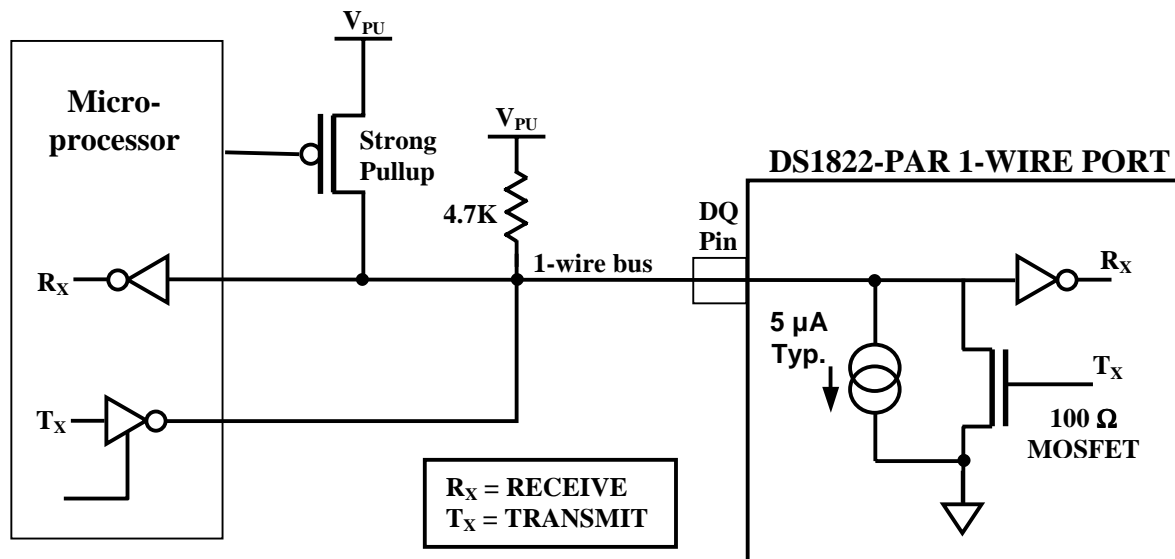 V_PU
Micro-
processor
Strong
Pullup
V_PU
4.7K
DS1822-PAR 1-WIRE PORT
DQ
Pin
1-wire bus
R_X
R_X
5 µA
Typ.
T_X
T_X
100 Ω
MOSFET
R_X = RECEIVE
T_X = TRANSMIT